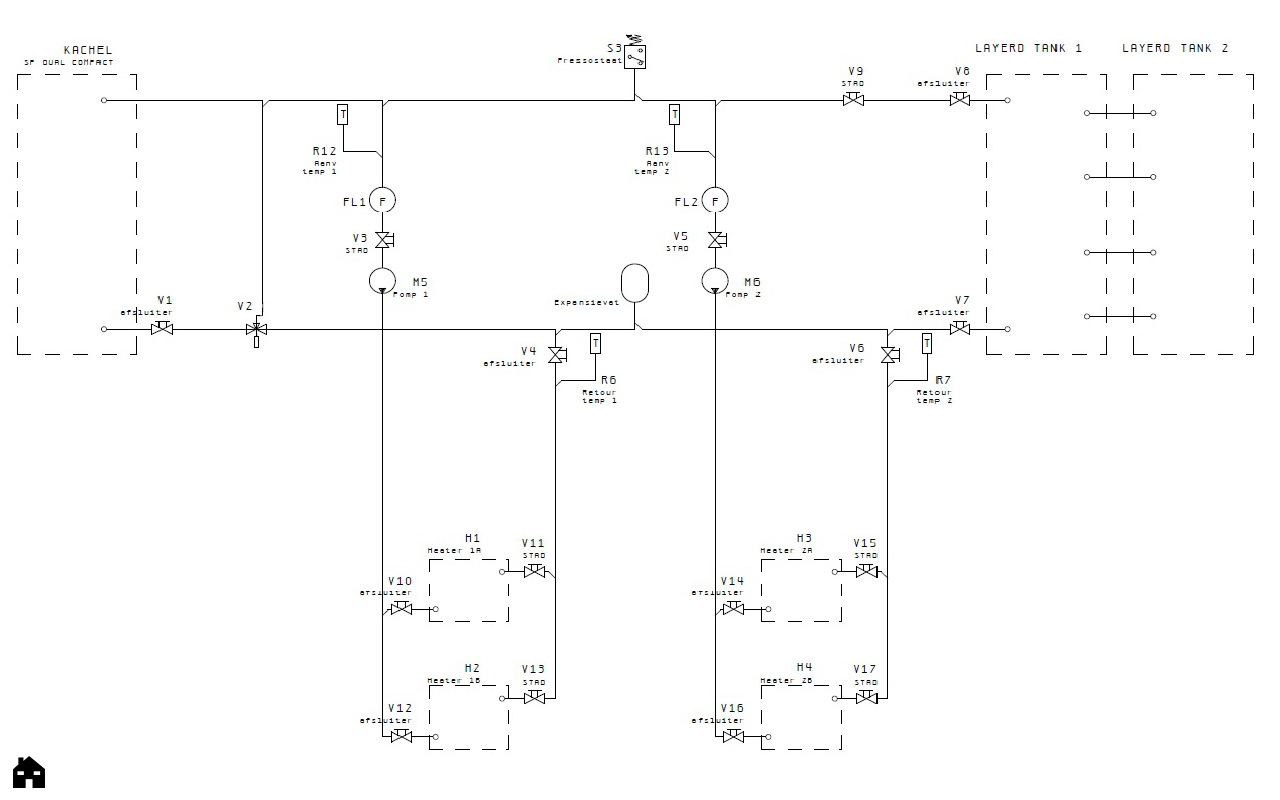 KACHEL
SP DUAL COMPACT
S3
Pressostaat
LAYERD TANK 1
LAYERD TANK 2
V9
STAD
V8
afsluiter
T
T
R12
Aanv
temp 1
R13
Aanv
temp 2
FL1
F
FL2
F
V3
STAD
V5
STAD
M5
Pomp 1
M6
Pomp 2
V1
afsluiter
V2
Expansievat
V7
afsluiter
V4
afsluiter
T
R6
Retour
temp 1
V6
afsluiter
T
R7
Retour
temp 2
H1
Heater 1A
V11
STAD
H3
Heater 2A
V15
STAD
V10
afsluiter
V14
afsluiter
H2
Heater 1B
V13
STAD
H4
Heater 2B
V17
STAD
V12
afsluiter
V16
afsluiter